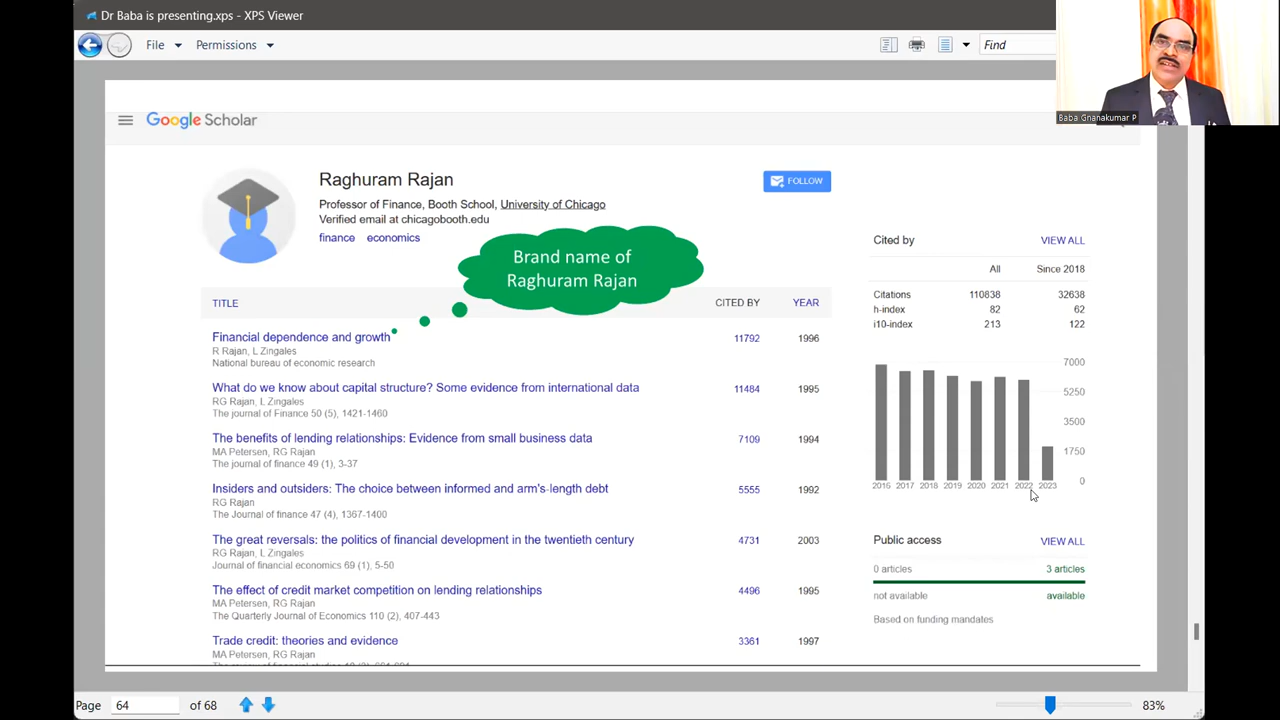 Dr Baba is presenting.xps - XPS Viewer
File Permissions Find
Baba Gnanakumar P
Google Scholar
Raghuram Rajan
FOLLOW
Professor of Finance, Booth School, University of Chicago
Verified email at chicagobooth.edu
finance economics
Brand name of
Raghuram Rajan
TITLE CITED BY YEAR
Financial dependence and growth 11792 1996
R Rajan, L Zingales
National bureau of economic research
What do we know about capital structure? Some evidence from international data 11484 1995
RG Rajan, L Zingales
The journal of Finance 50 (5), 1421-1460
The benefits of lending relationships: Evidence from small business data 7109 1994
MA Petersen, RG Rajan
The journal of finance 49 (1), 3-37
Insiders and outsiders: The choice between informed and arm's-length debt 5555 1992
RG Rajan
The Journal of finance 47 (4), 1367-1400
The great reversals: the politics of financial development in the twentieth century 4731 2003
RG Rajan, L Zingales
Journal of financial economics 69 (1), 5-50
The effect of credit market competition on lending relationships 4496 1995
MA Petersen, RG Rajan
The Quarterly Journal of Economics 110 (2), 407-443
Trade credit: theories and evidence 3361 1997
MA Petersen, RG Rajan
Cited by VIEW ALL
All Since 2018
Citations 110838 32638
h-index 82 62
i10-index 213 122
7000
5250
3500
1750
0
2016 2017 2018 2019 2020 2021 2022 2023
Public access VIEW ALL
0 articles 3 articles
not available available
Based on funding mandates
Page 64 of 68 83%